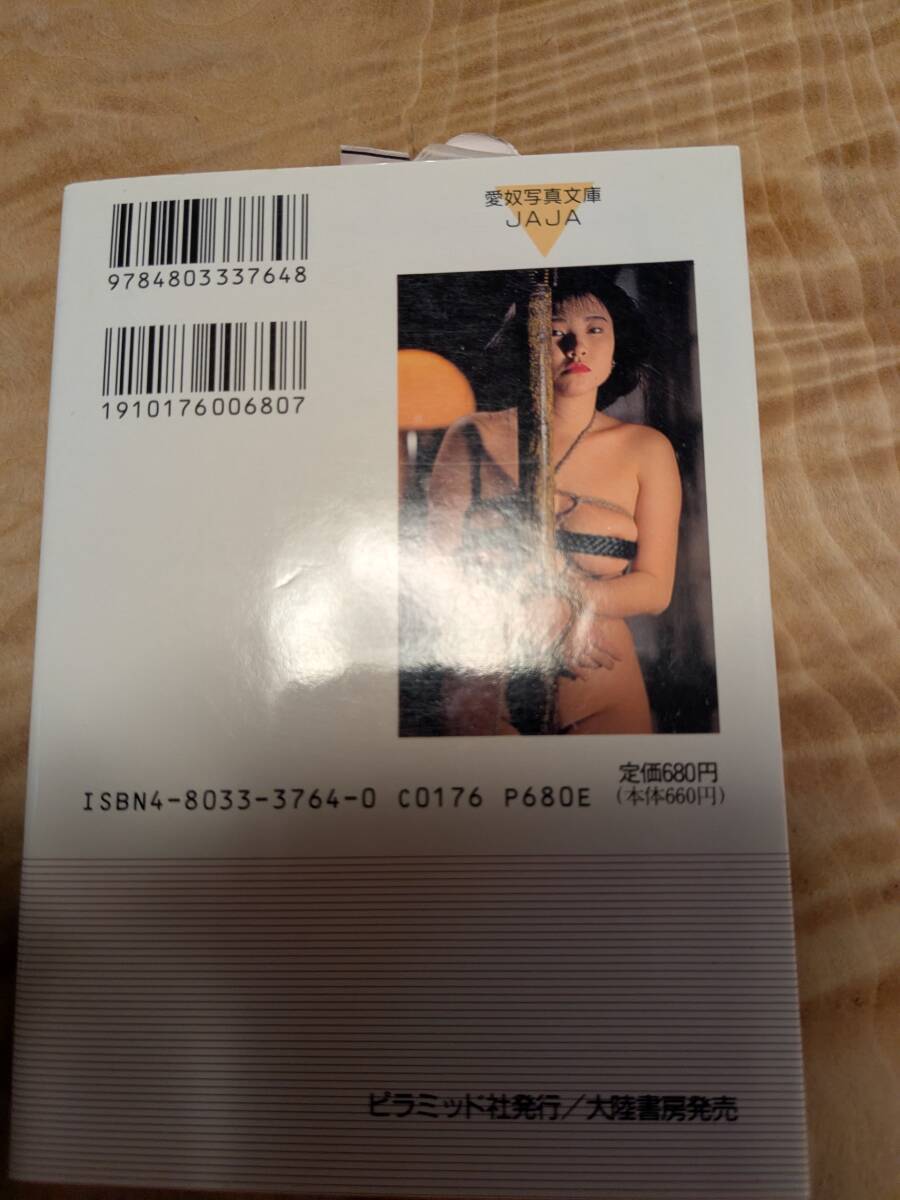 9784803337648
1910176006807
愛奴写真文庫
JAJA
定価680円
ISBN4-8033-3764-0 C0176 P680E (本体660円)
ピラミッド社発行/大陸書房発売